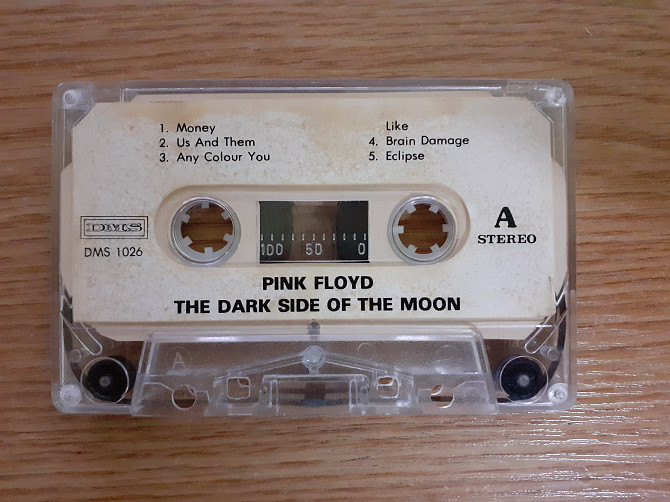 1. Money
2. Us And Them
3. Any Colour You
Like
4. Brain Damage
5. Eclipse
DMS
DMS 1026
A
STEREO
100 50 0
PINK FLOYD
THE DARK SIDE OF THE MOON
A